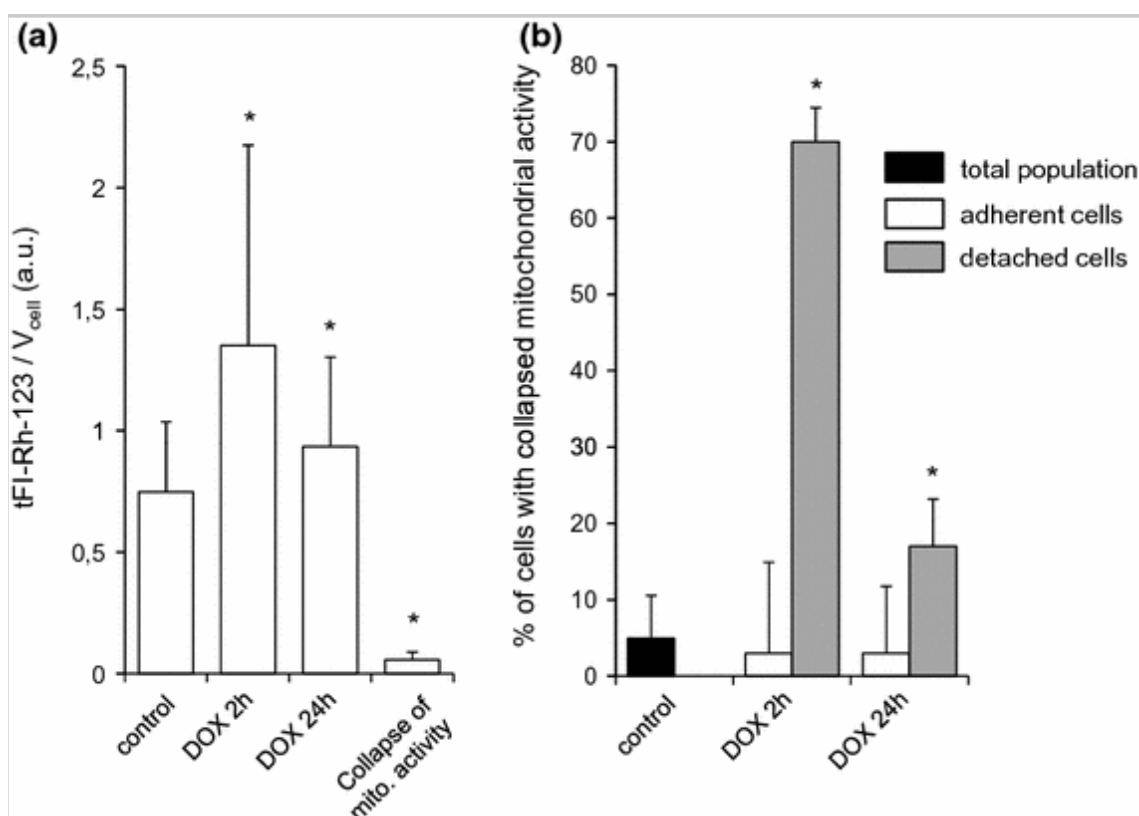 (a)
tFI-Rh-123 / Vcell (a.u.)
2,5
2
1,5
1
0,5
0
*
*
*
control
DOX 2h
DOX 24h
Collapse of
mito. activity
(b)
% of cells with collapsed mitochondrial activity
80
70
60
50
40
30
20
10
0
*
*
total population
adherent cells
detached cells
control
DOX 2h
DOX 24h